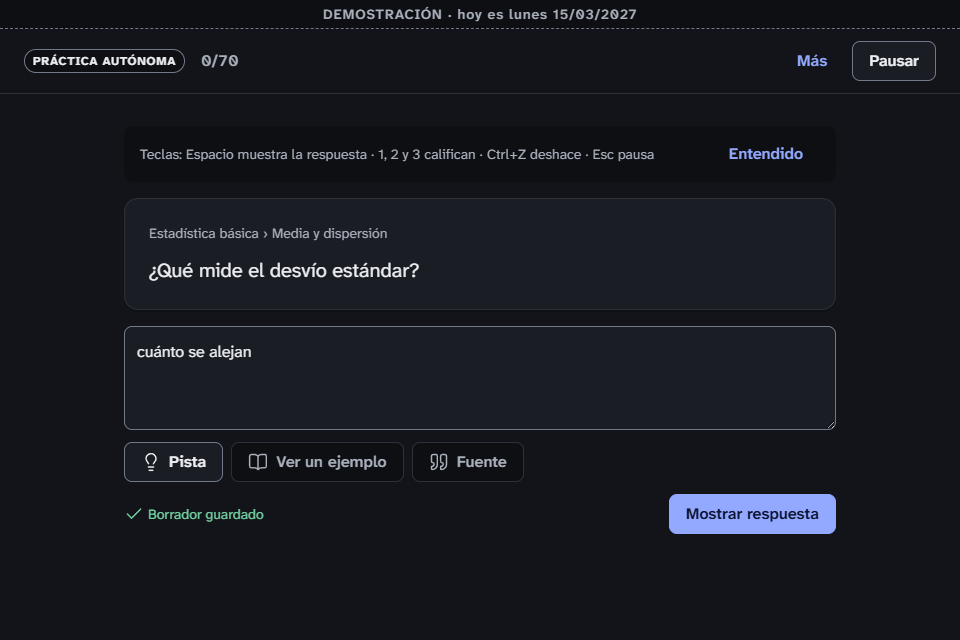 DEMOSTRACIÓN · hoy es lunes 15/03/2027
PRÁCTICA AUTÓNOMA 0/70 Más Pausar
Teclas: Espacio muestra la respuesta · 1, 2 y 3 califican · Ctrl+Z deshace · Esc pausa Entendido
Estadística básica › Media y dispersión
¿Qué mide el desvío estándar?
cuánto se alejan
Pista Ver un ejemplo Fuente
Borrador guardado Mostrar respuesta